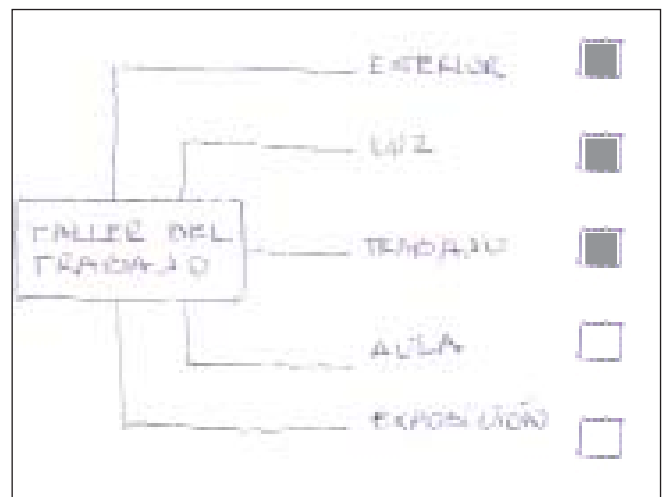 EXTERIOR
LUZ
TALLER DEL
TRABAJO
TRABAJO
AULA
EXPOSICIÓN